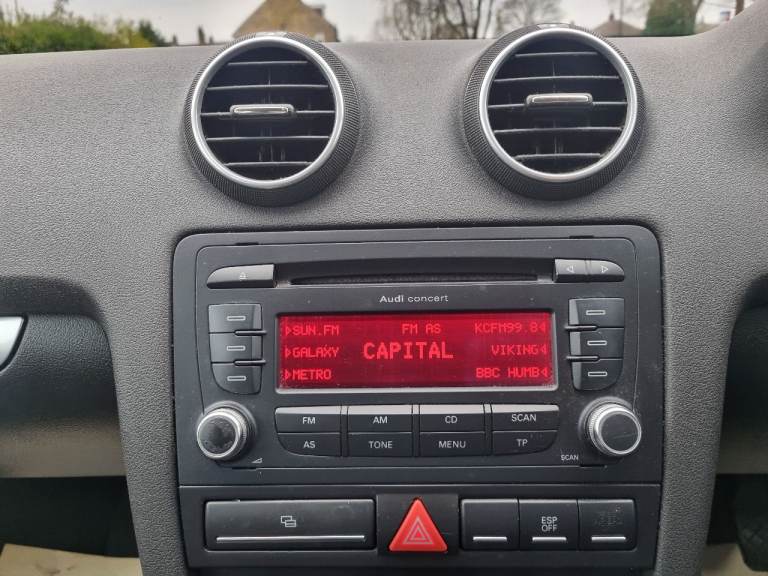 Audi concert
SUN.FM FM AS KCFM99.8
GALAXY CAPITAL VIKING
METRO BBC HUMB
FM AM CD SCAN
AS TONE MENU TP
SCAN
ESP
OFF